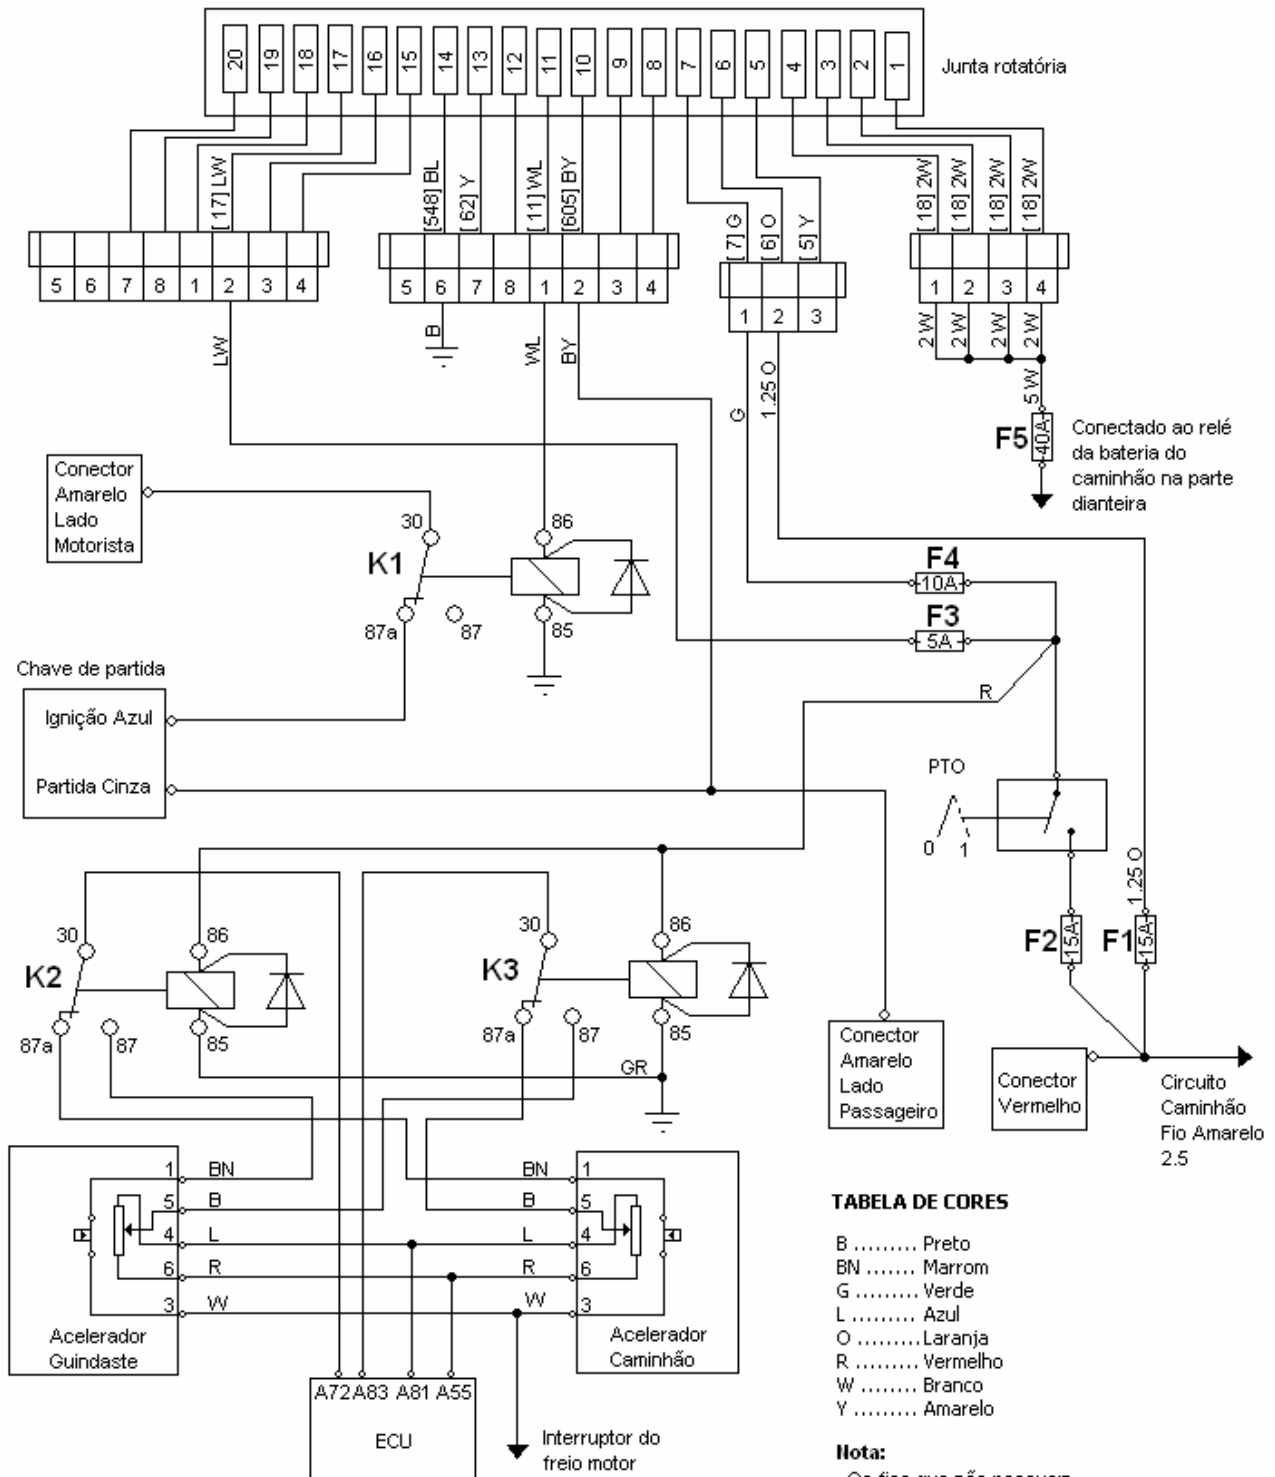 20 19 18 17 16 15 14 13 12 11 10 9 8 7 6 5 4 3 2 1
Junta rotatória
[17] LW
[548] BL
[62] Y
[11] WL
[605] BY
[7] G
[6] O
[5] Y
[18] 2W
[18] 2W
[18] 2W
[18] 2W
5 6 7 8 1 2 3 4
5 6 7 8 1 2 3 4
1 2 3
1 2 3 4
LW
B
WL
BY
G
1.25 O
2W
2W
2W
2W
5 W
F5
40A
Conectado ao relé
da bateria do
caminhão na parte
dianteira
Conector
Amarelo
Lado
Motorista
30
K1
87a
87
86
85
F4
10A
F3
5A
R
Chave de partida
Ignição Azul
Partida Cinza
PTO
0 1
1.25 O
F2
15A
F1
15A
30
K2
87a
87
86
85
30
K3
87a
87
86
85
GR
Conector
Amarelo
Lado
Passageiro
Conector
Vermelho
Circuito
Caminhão
Fio Amarelo
2.5
1 BN BN 1
5 B B 5
4 L L 4
6 R R 6
3 W W 3
Acelerador
Guindaste
Acelerador
Caminhão
A72 A83 A81 A55
ECU
Interruptor do
freio motor
TABELA DE CORES
B ......... Preto
BN ....... Marrom
G ......... Verde
L ......... Azul
O ......... Laranja
R ......... Vermelho
W ........ Branco
Y ......... Amarelo
Nota: